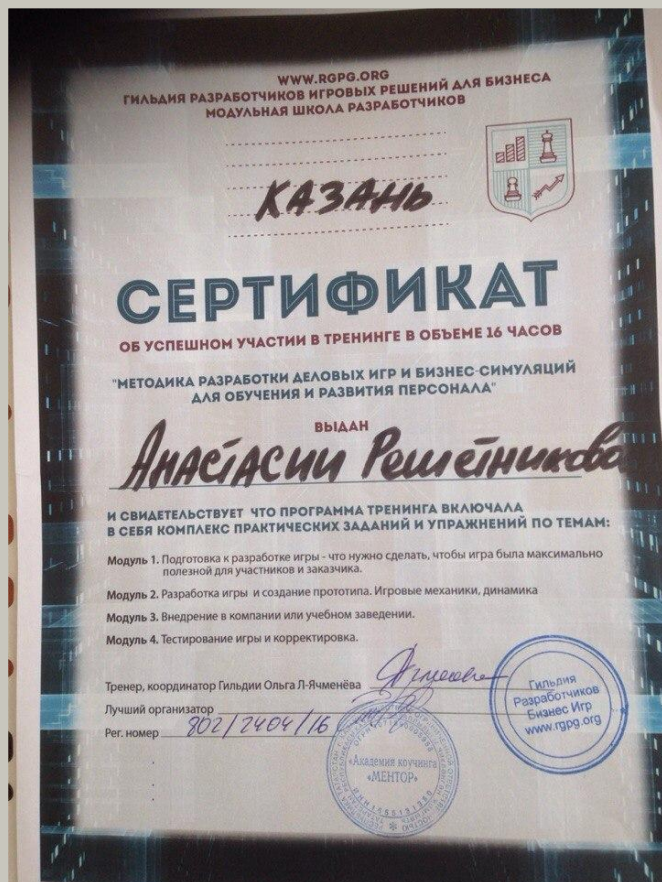 WWW.RGPG.ORG
ГИЛЬДИЯ РАЗРАБОТЧИКОВ ИГРОВЫХ РЕШЕНИЙ ДЛЯ БИЗНЕСА
МОДУЛЬНАЯ ШКОЛА РАЗРАБОТЧИКОВ
КАЗАНЬ
СЕРТИФИКАТ
ОБ УСПЕШНОМ УЧАСТИИ В ТРЕНИНГЕ В ОБЪЕМЕ 16 ЧАСОВ
"МЕТОДИКА РАЗРАБОТКИ ДЕЛОВЫХ ИГР И БИЗНЕС-СИМУЛЯЦИЙ
ДЛЯ ОБУЧЕНИЯ И РАЗВИТИЯ ПЕРСОНАЛА"
ВЫДАН
Анастасии Решетникова
И СВИДЕТЕЛЬСТВУЕТ ЧТО ПРОГРАММА ТРЕНИНГА ВКЛЮЧАЛА
В СЕБЯ КОМПЛЕКС ПРАКТИЧЕСКИХ ЗАДАНИЙ И УПРАЖНЕНИЙ ПО ТЕМАМ:
Модуль 1. Подготовка к разработке игры - что нужно сделать, чтобы игра была максимально
полезной для участников и заказчика.
Модуль 2. Разработка игры и создание прототипа. Игровые механики, динамика
Модуль 3. Внедрение в компании или учебном заведении.
Модуль 4. Тестирование игры и корректировка.
Тренер, координатор Гильдии Ольга Л-Ячменёва
Лучший организатор
Рег. номер 802/2404/16
Гильдия
Разработчиков
Бизнес Игр
www.rgpg.org
«Академия коучинга
«МЕНТОР»